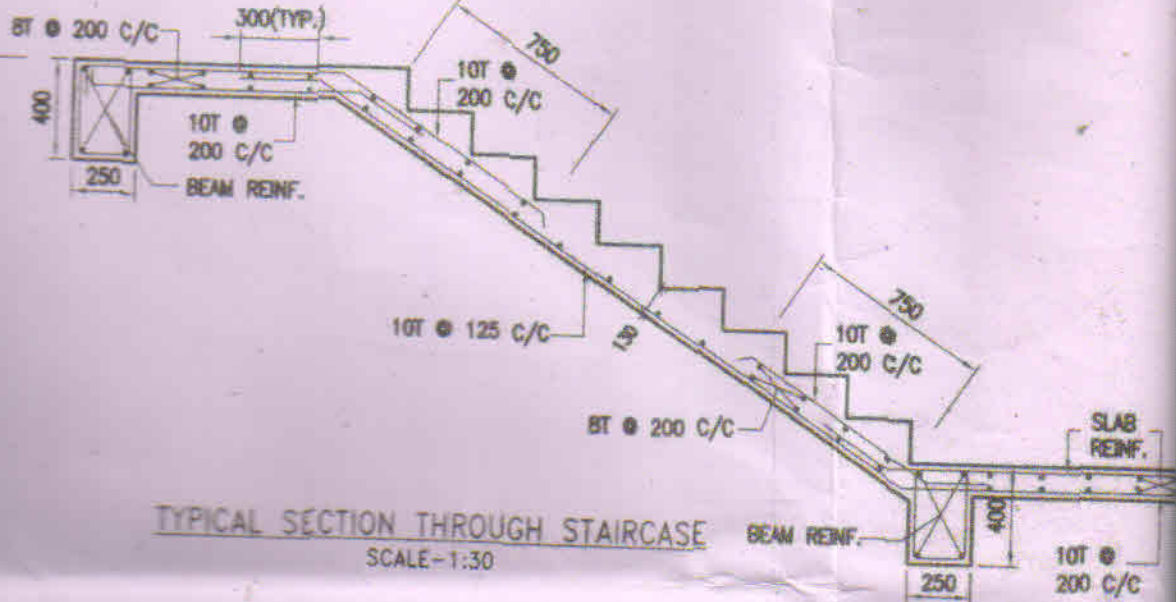 8T @ 200 C/C
300(TYP.)
750
10T @
200 C/C
400
10T @
200 C/C
250
BEAM REINF.
750
10T @ 125 C/C
130
10T @
200 C/C
8T @ 200 C/C
SLAB
REINF.
TYPICAL SECTION THROUGH STAIRCASE
SCALE-1:30
BEAM REINF.
400
250
10T @
200 C/C